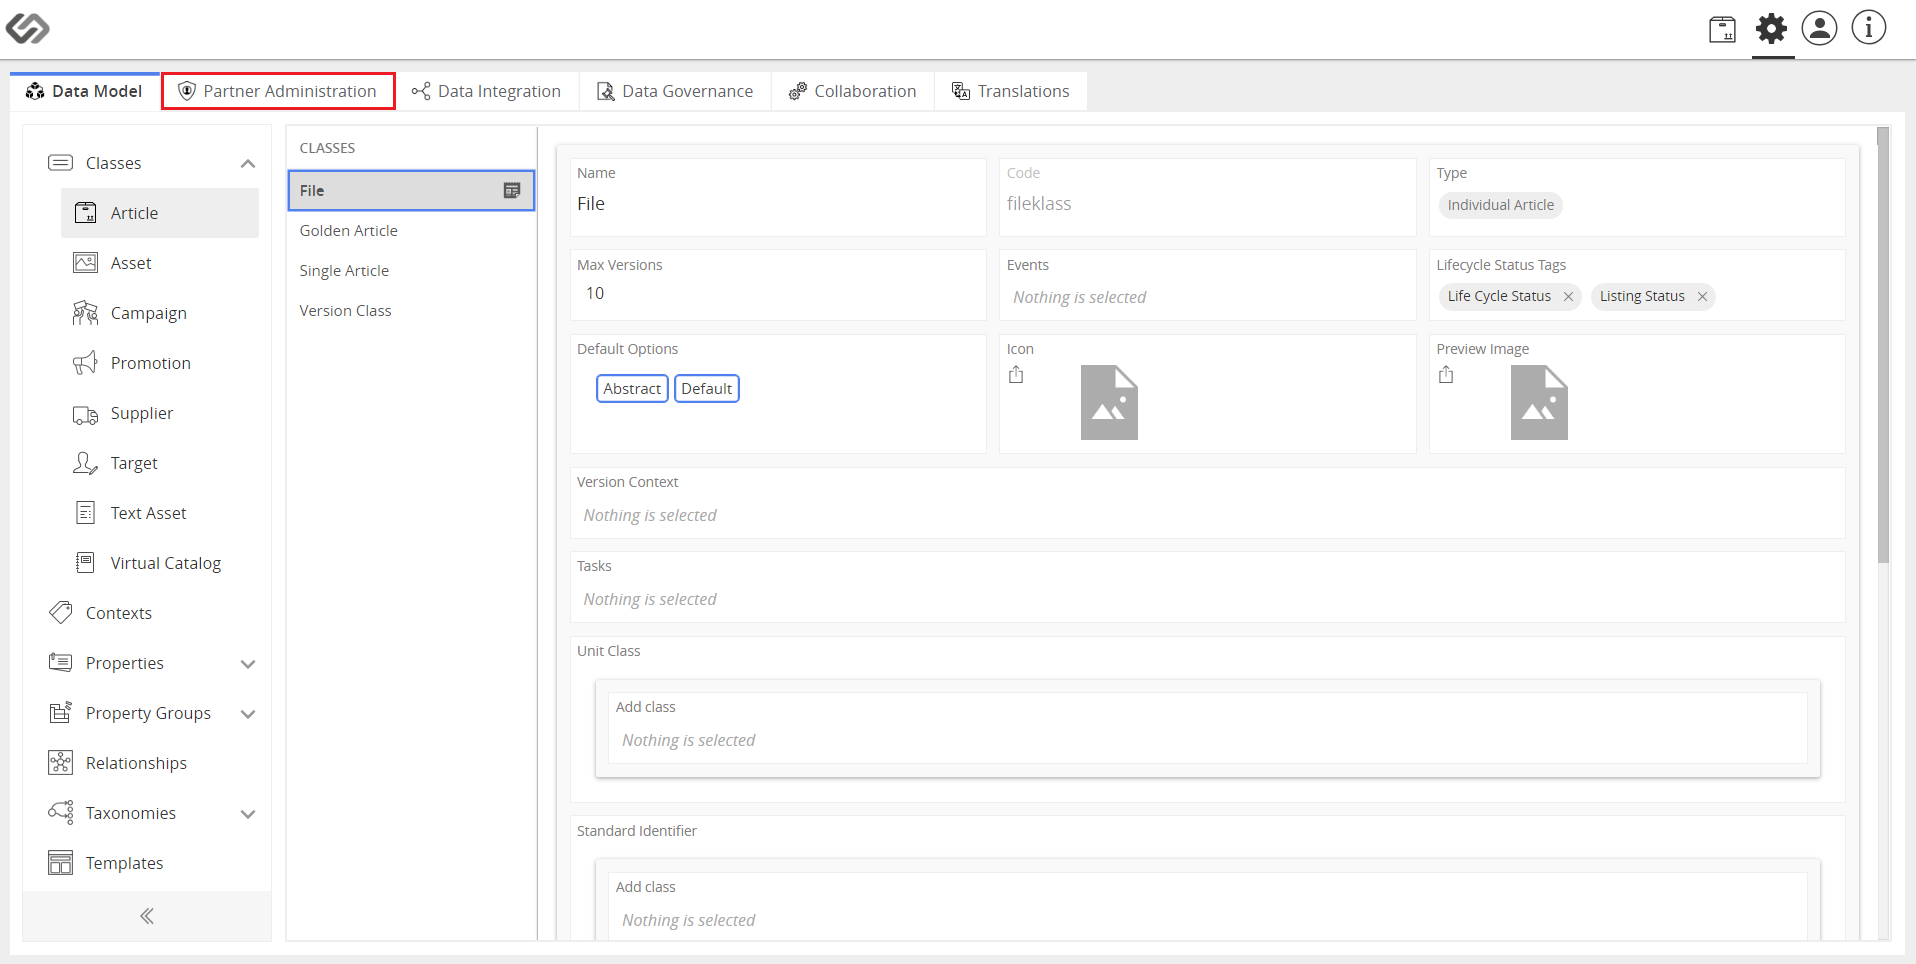 Data Model
Partner Administration
Data Integration
Data Governance
Collaboration
Translations
Classes
Article
Asset
Campaign
Promotion
Supplier
Target
Text Asset
Virtual Catalog
Contexts
Properties
Property Groups
Relationships
Taxonomies
Templates
CLASSES
File
Golden Article
Single Article
Version Class
Name
File
Code
fileklass
Type
Individual Article
Max Versions
10
Events
Nothing is selected
Lifecycle Status Tags
Life Cycle Status
Listing Status
Default Options
Abstract Default
Icon
Preview Image
Version Context
Nothing is selected
Tasks
Nothing is selected
Unit Class
Add class
Nothing is selected
Standard Identifier
Add class
Nothing is selected